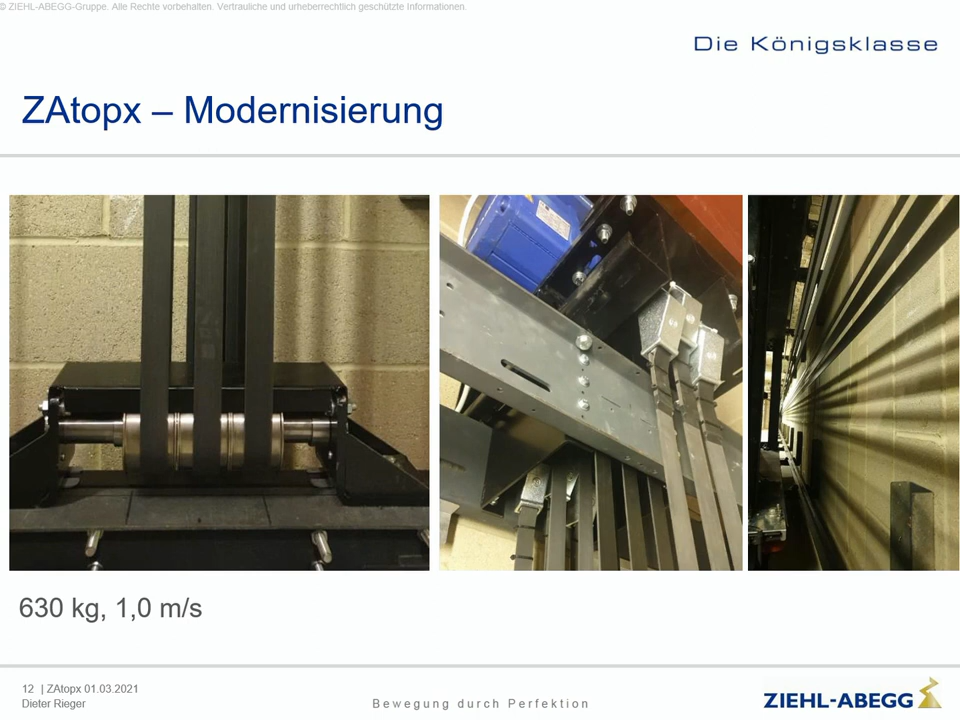 © ZIEHL-ABEGG-Gruppe. Alle Rechte vorbehalten. Vertrauliche und urheberrechtlich geschützte Informationen.
Die Königsklasse
ZAtopx – Modernisierung
630 kg, 1,0 m/s
12 | ZAtopx 01.03.2021
Dieter Rieger
Bewegung durch Perfektion
ZIEHL-ABEGG